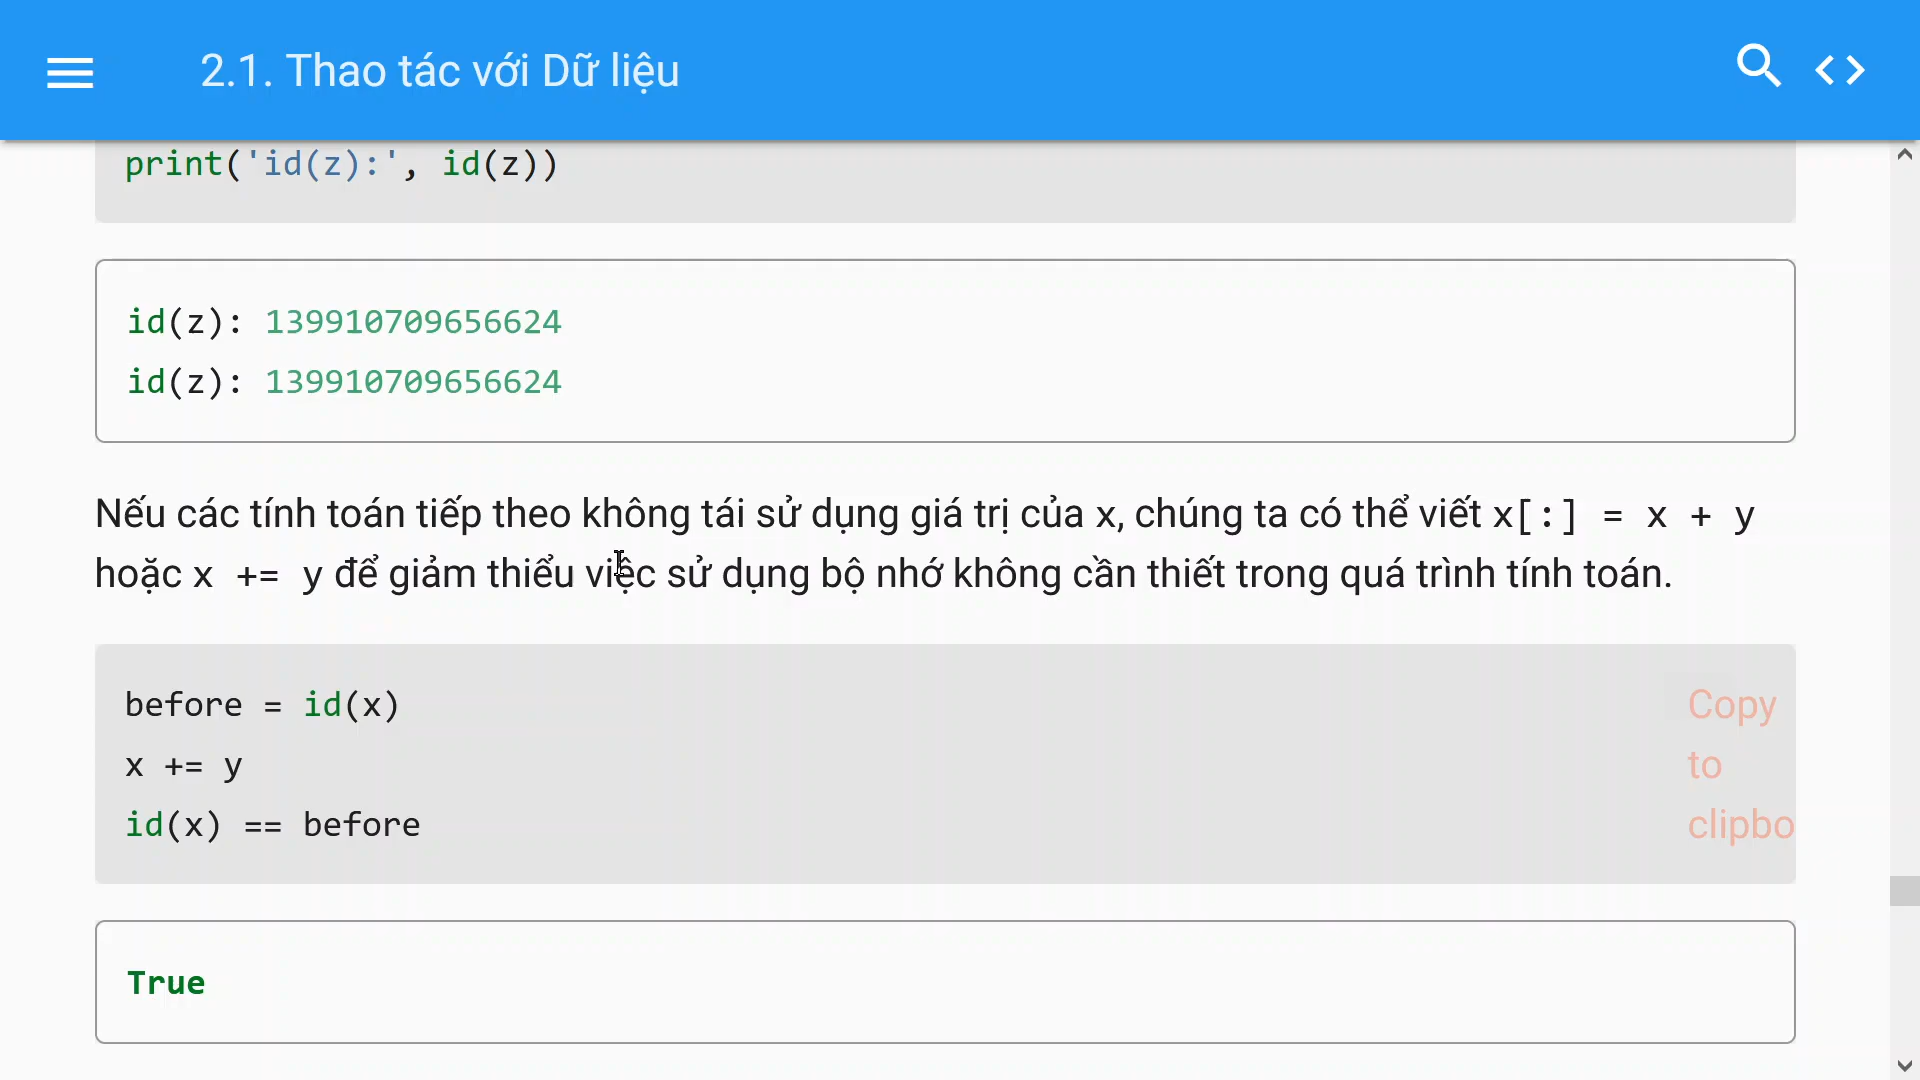 2.1. Thao tác với Dữ liệu
print('id(z):', id(z))
id(z): 139910709656624
id(z): 139910709656624
Nếu các tính toán tiếp theo không tái sử dụng giá trị của x, chúng ta có thể viết x[:] = x + y
hoặc x += y để giảm thiểu việc sử dụng bộ nhớ không cần thiết trong quá trình tính toán.
before = id(x)
x += y
id(x) == before
Copy
to
clipbo
True